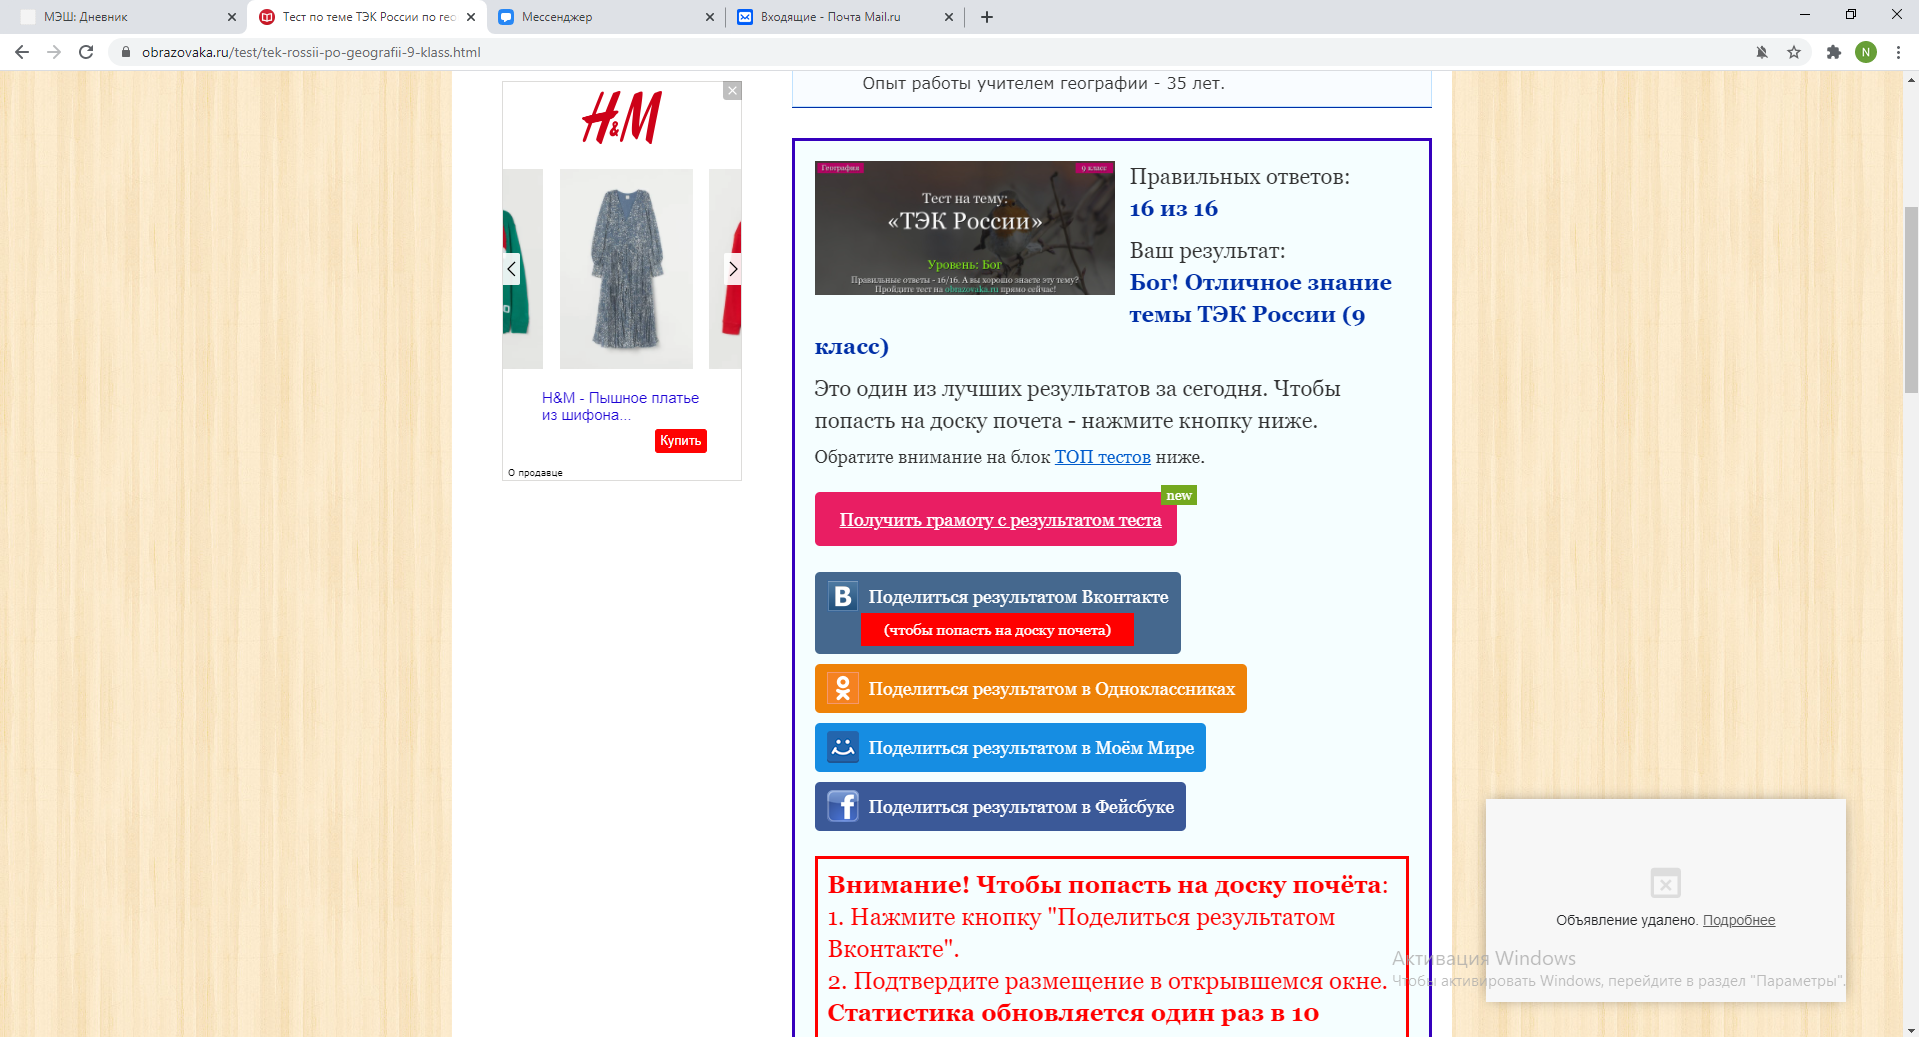 МЭШ: Дневник
Тест по теме ТЭК России по гео
Мессенджер
Входящие - Почта Mail.ru
obrazovaka.ru/test/tek-rossii-po-geografii-9-klass.html
N
Опыт работы учителем географии - 35 лет.
H&M
H&M - Пышное платье
из шифона...
Купить
О продавце
География
9 класс
Тест на тему:
«ТЭК России»
Уровень: Бог
Правильные ответы - 16/16. А вы хорошо знаете эту тему?
Пройдите тест на obrazovaka.ru прямо сейчас!
Правильных ответов:
16 из 16
Ваш результат:
Бог! Отличное знание
темы ТЭК России (9
класс)
Это один из лучших результатов за сегодня. Чтобы
попасть на доску почета - нажмите кнопку ниже.
Обратите внимание на блок ТОП тестов ниже.
new
Получить грамоту с результатом теста
Поделиться результатом Вконтакте
(чтобы попасть на доску почета)
Поделиться результатом в Одноклассниках
Поделиться результатом в Моём Мире
Поделиться результатом в Фейсбуке
Внимание! Чтобы попасть на доску почёта:
1. Нажмите кнопку "Поделиться результатом
Вконтакте".
2. Подтвердите размещение в открывшемся окне.
Статистика обновляется один раз в 10
Объявление удалено. Подробнее
Активация Windows
Чтобы активировать Windows, перейдите в раздел "Параметры".